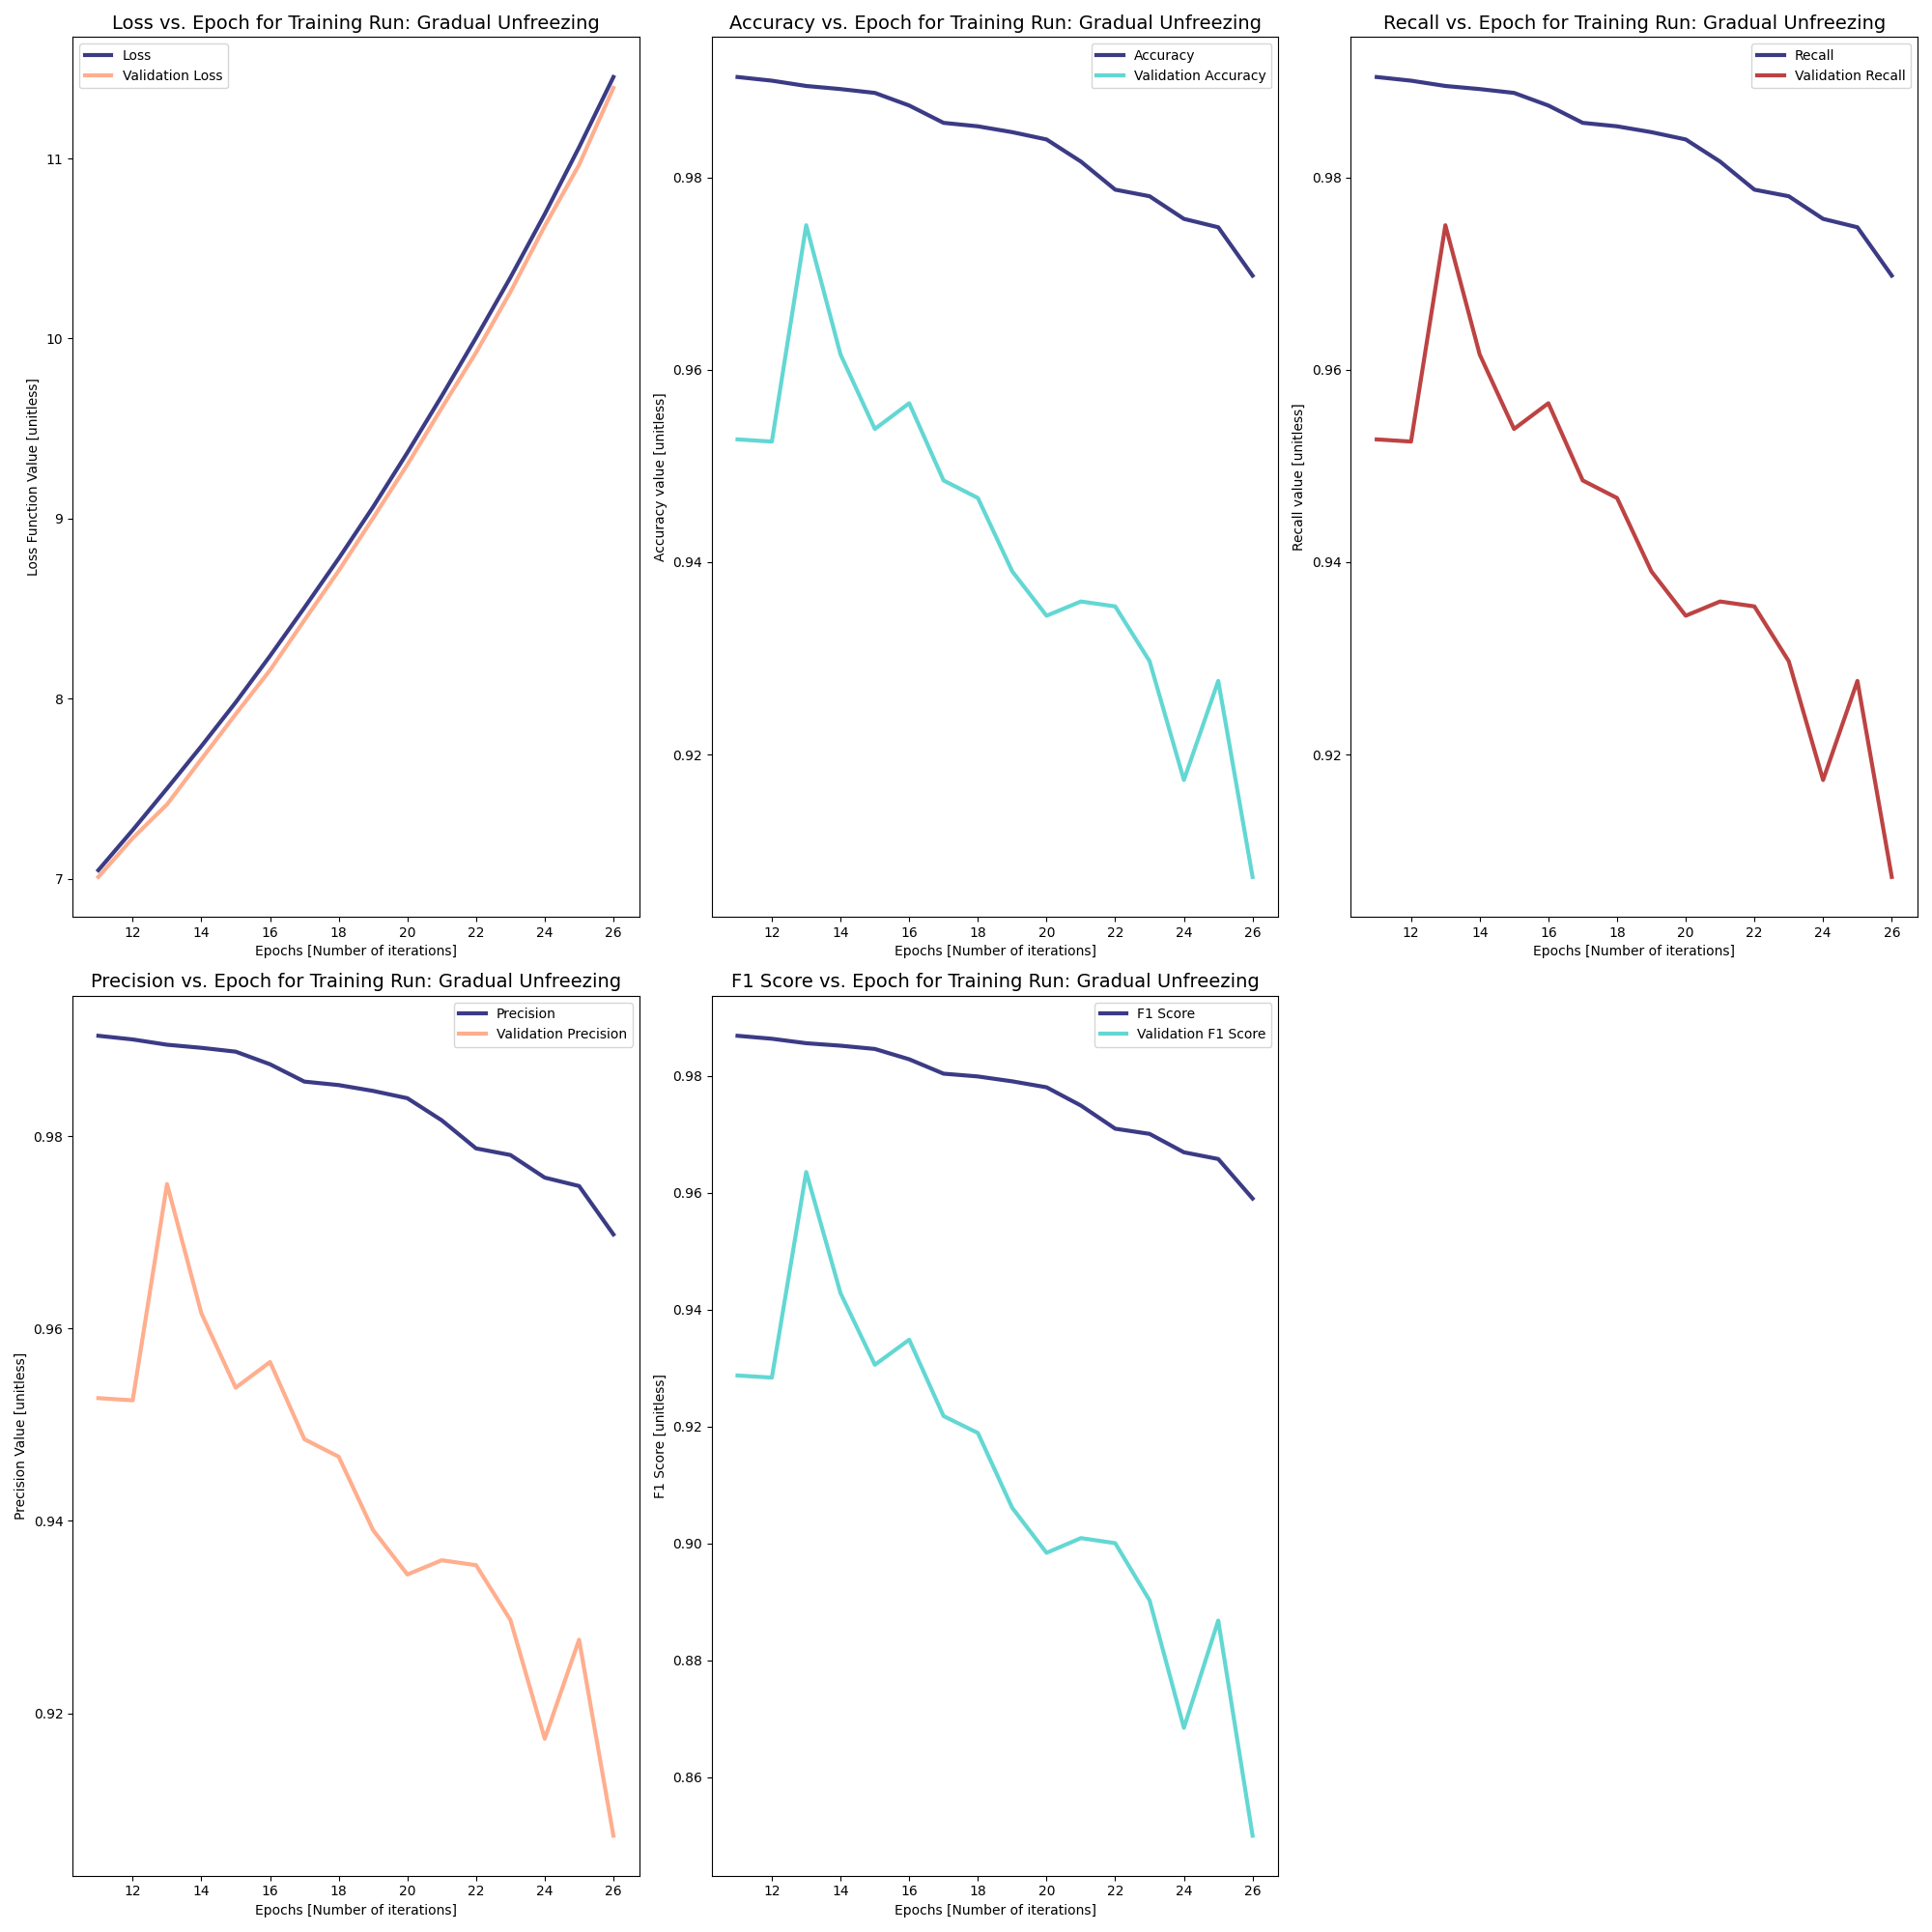 Loss vs. Epoch for Training Run: Gradual Unfreezing
Loss
Validation Loss
Loss Function Value [unitless]
11
10
9
8
7
12 14 16 18 20 22 24 26
Epochs [Number of iterations]
Accuracy vs. Epoch for Training Run: Gradual Unfreezing
Accuracy
Validation Accuracy
Accuracy value [unitless]
0.98
0.96
0.94
0.92
12 14 16 18 20 22 24 26
Epochs [Number of iterations]
Recall vs. Epoch for Training Run: Gradual Unfreezing
Recall
Validation Recall
Recall value [unitless]
0.98
0.96
0.94
0.92
12 14 16 18 20 22 24 26
Epochs [Number of iterations]
Precision vs. Epoch for Training Run: Gradual Unfreezing
Precision
Validation Precision
Precision Value [unitless]
0.98
0.96
0.94
0.92
12 14 16 18 20 22 24 26
Epochs [Number of iterations]
F1 Score vs. Epoch for Training Run: Gradual Unfreezing
F1 Score
Validation F1 Score
F1 Score [unitless]
0.98
0.96
0.94
0.92
0.90
0.88
0.86
12 14 16 18 20 22 24 26
Epochs [Number of iterations]